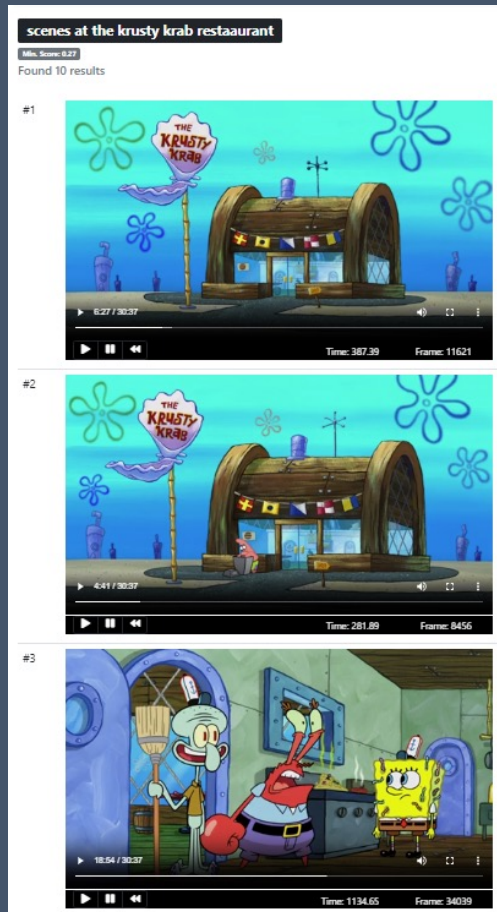 scenes at the krusty krab restaaurant
Min. Score: 0.27
Found 10 results
#1
THE
KRUSTY
KRAB
6:27 / 30:37
Time: 387.39 Frame: 11621
#2
THE
KRUSTY
KRAB
4:41 / 30:37
Time: 281.89 Frame: 8456
#3
18:54 / 30:37
Time: 1134.65 Frame: 34039